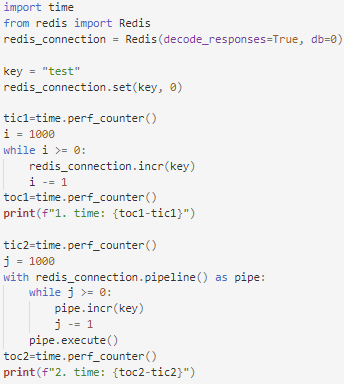 import time
from redis import Redis
redis_connection = Redis(decode_responses=True, db=0)
key = "test"
redis_connection.set(key, 0)
tic1=time.perf_counter()
i = 1000
while i >= 0:
redis_connection.incr(key)
i -= 1
toc1=time.perf_counter()
print(f"1. time: {toc1-tic1}")
tic2=time.perf_counter()
j = 1000
with redis_connection.pipeline() as pipe:
while j >= 0:
pipe.incr(key)
j -= 1
pipe.execute()
toc2=time.perf_counter()
print(f"2. time: {toc2-tic2}")